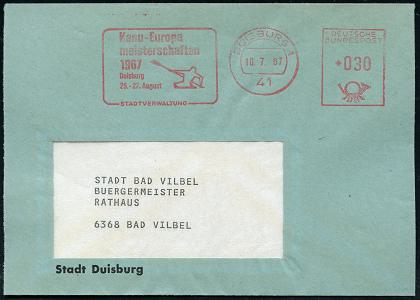 Kanu-Europa
meisterschaften
1967
Duisburg
25.-27. August
STADTVERWALTUNG
DUISBURG 1
10.7.67
41
DEUTSCHE
BUNDESPOST
030
STADT BAD VILBEL
BUERGERMEISTER
RATHAUS
6368 BAD VILBEL
Stadt Duisburg